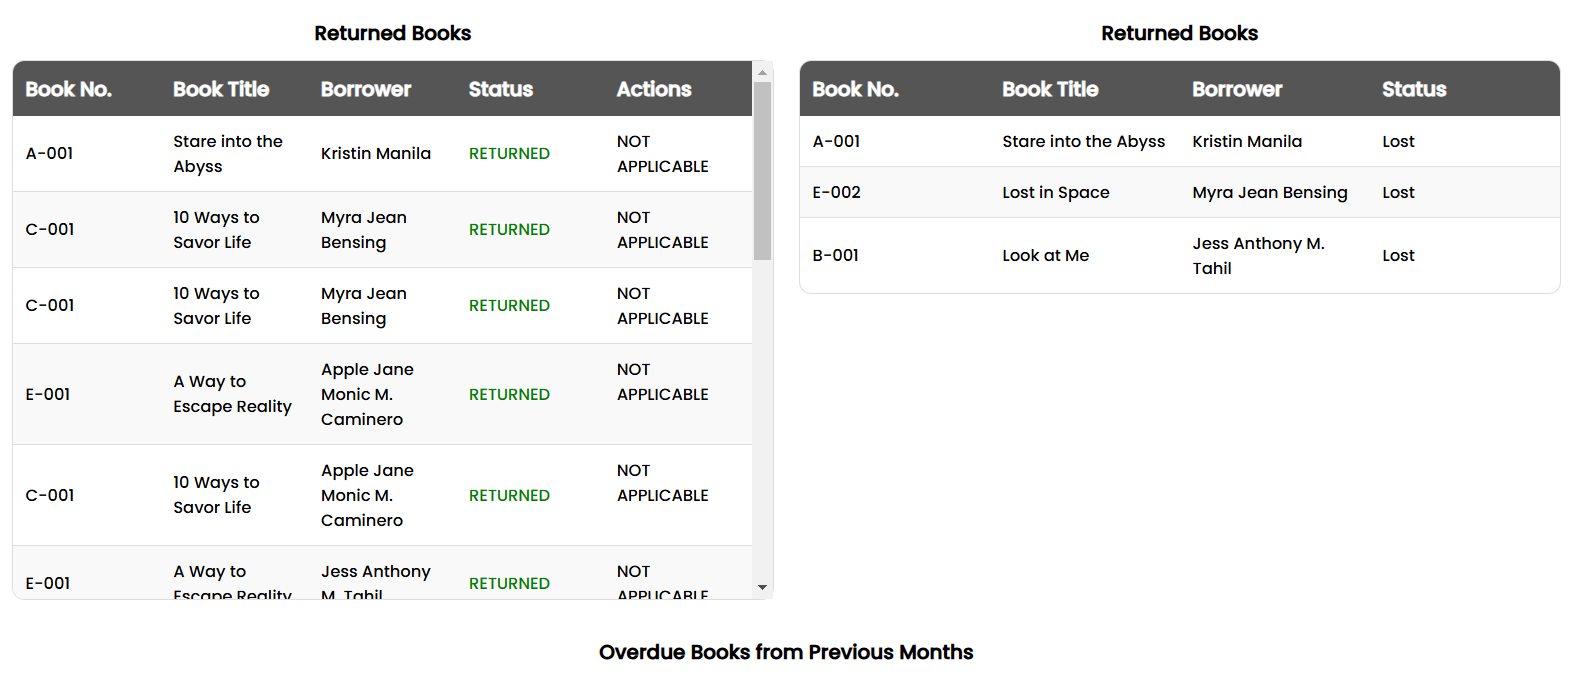 Returned Books
Book No. Book Title Borrower Status Actions
A-001 Stare into the Abyss Kristin Manila RETURNED NOT APPLICABLE
C-001 10 Ways to Savor Life Myra Jean Bensing RETURNED NOT APPLICABLE
C-001 10 Ways to Savor Life Myra Jean Bensing RETURNED NOT APPLICABLE
E-001 A Way to Escape Reality Apple Jane Monic M. Caminero RETURNED NOT APPLICABLE
C-001 10 Ways to Savor Life Apple Jane Monic M. Caminero RETURNED NOT APPLICABLE
E-001 A Way to Escape Reality Jess Anthony M. Tahil RETURNED NOT APPLICABLE
Returned Books
Book No. Book Title Borrower Status
A-001 Stare into the Abyss Kristin Manila Lost
E-002 Lost in Space Myra Jean Bensing Lost
B-001 Look at Me Jess Anthony M. Tahil Lost
Overdue Books from Previous Months